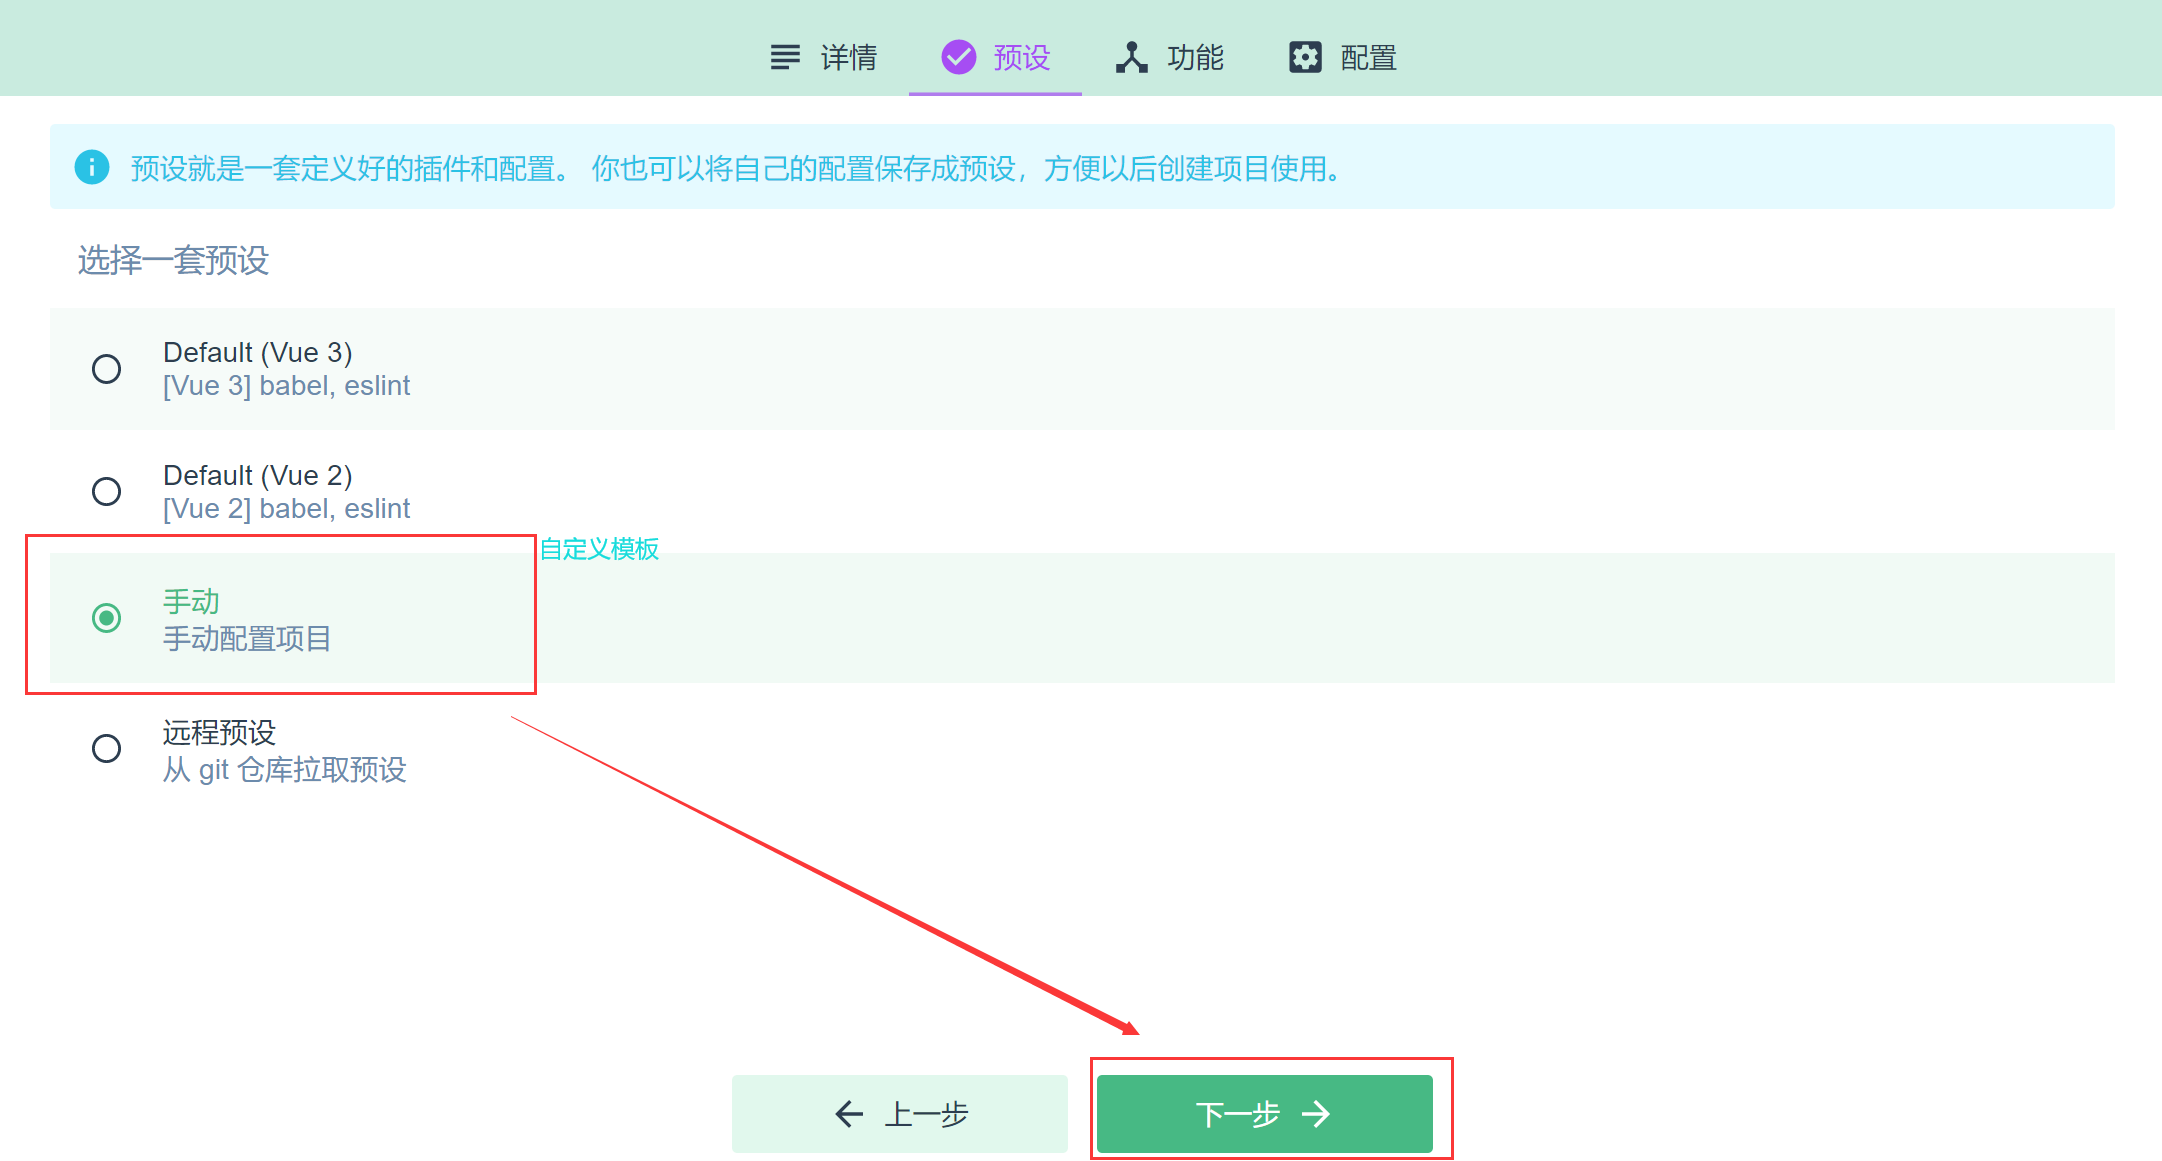 详情 预设 功能 配置
预设就是一套定义好的插件和配置。 你也可以将自己的配置保存成预设，方便以后创建项目使用。
选择一套预设
Default (Vue 3)
[Vue 3] babel, eslint
Default (Vue 2)
[Vue 2] babel, eslint
自定义模板
手动
手动配置项目
远程预设
从 git 仓库拉取预设
上一步 下一步